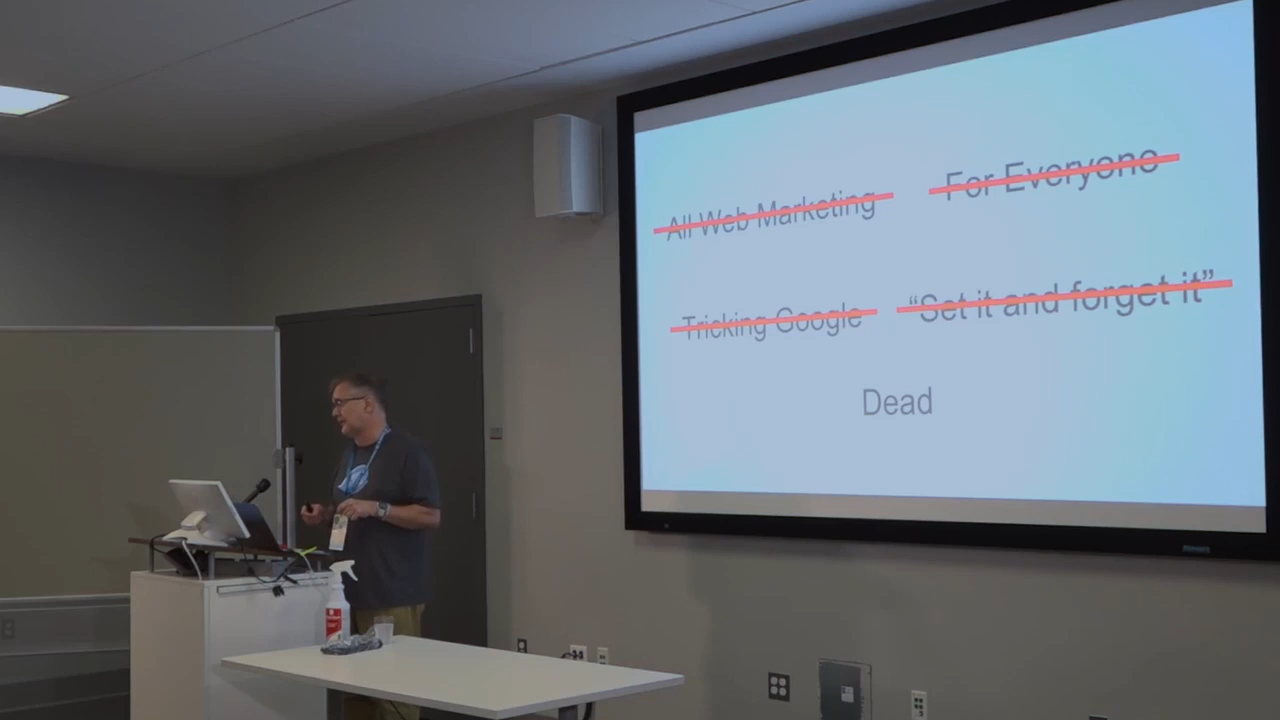 All Web Marketing
For Everyone
Tricking Google
“Set it and forget it”
Dead